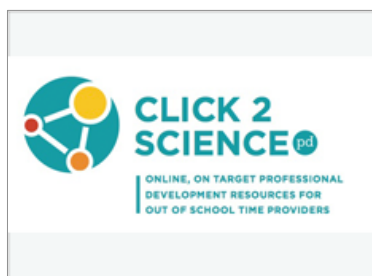 CLICK 2
SCIENCE pd
ONLINE, ON TARGET PROFESSIONAL
DEVELOPMENT RESOURCES FOR
OUT OF SCHOOL TIME PROVIDERS